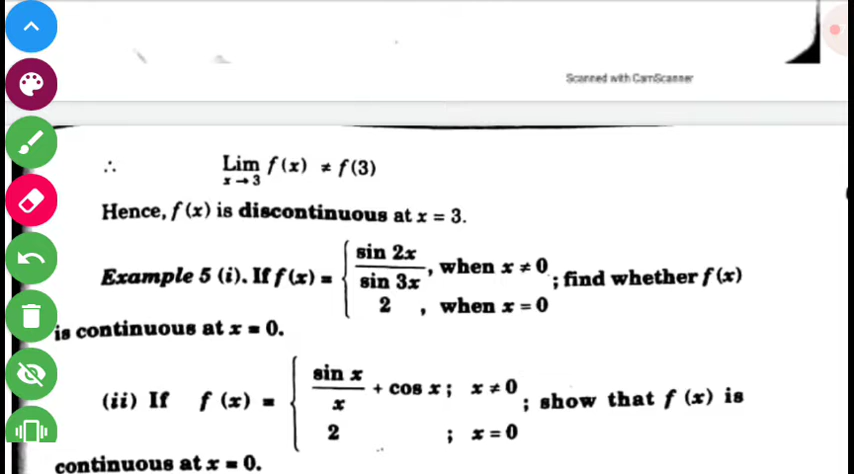 Scanned with CamScanner
∴ Lim f(x) ≠ f(3)
x → 3
Hence, f(x) is discontinuous at x = 3.
Example 5 (i). If f(x) = { sin 2x / sin 3x , when x ≠ 0 ; find whether f(x)
2 , when x = 0
is continuous at x = 0.
(ii) If f(x) = { sin x / x + cos x ; x ≠ 0 ; show that f(x) is
2 ; x = 0
continuous at x = 0.